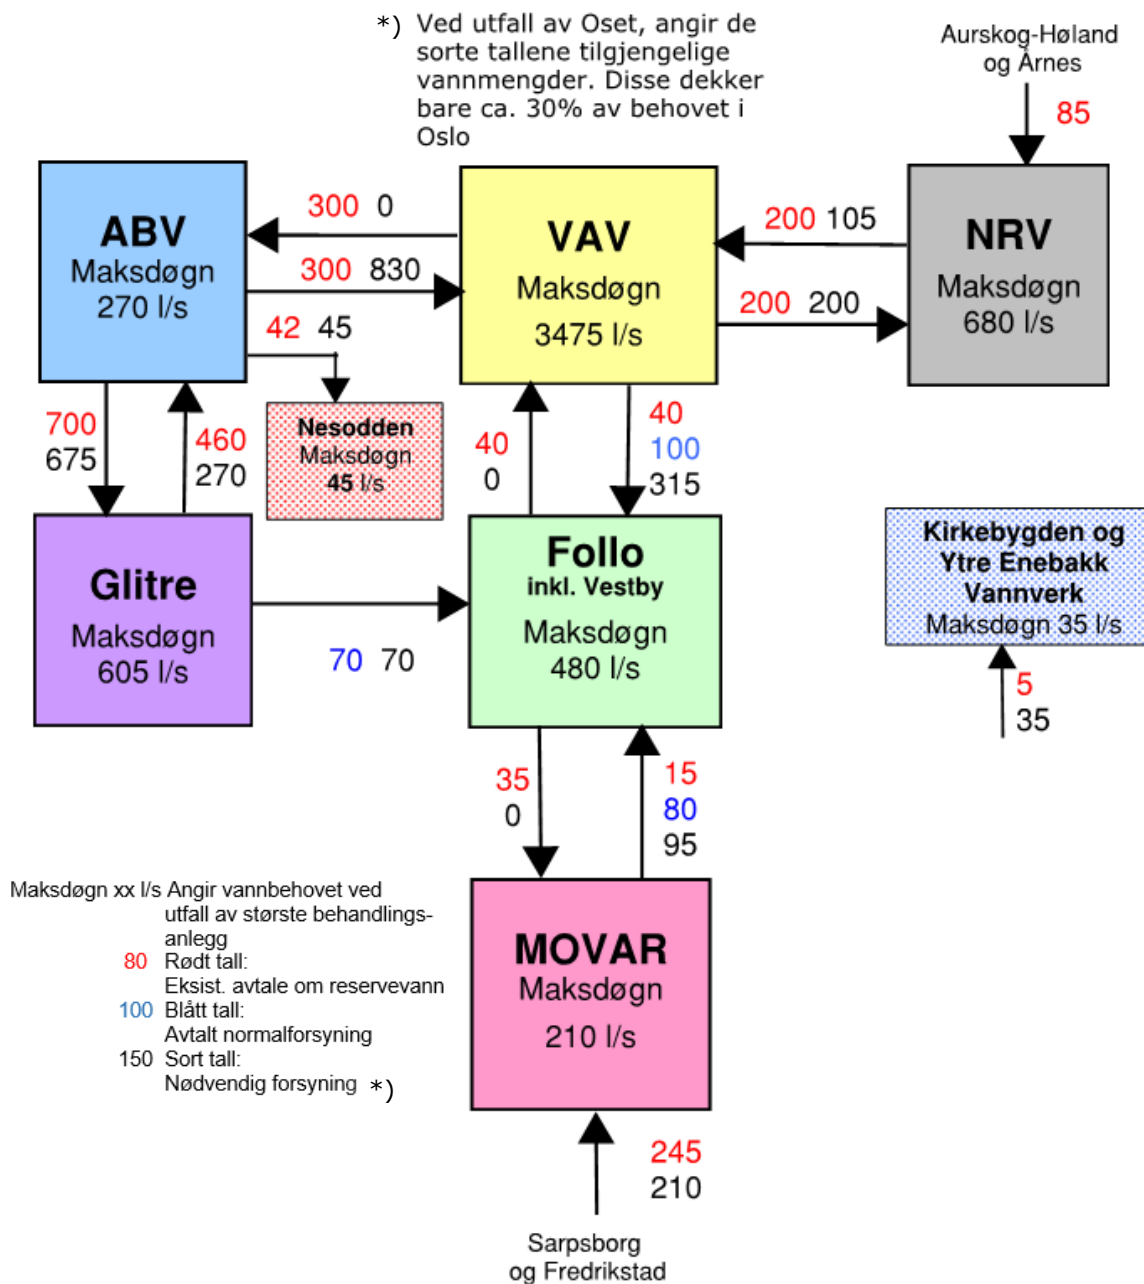 *) Ved utfall av Oset, angir de
sorte tallene tilgjengelige
vannmengder. Disse dekker
bare ca. 30% av behovet i
Oslo
Aurskog-Høland
og Årnes
85
ABV
Maksdøgn
270 l/s
300 0
300 830
42 45
VAV
Maksdøgn
3475 l/s
200 105
200 200
NRV
Maksdøgn
680 l/s
700
675
460
270
Nesodden
Maksdøgn
45 l/s
40
0
40
100
315
Glitre
Maksdøgn
605 l/s
70 70
Follo
inkl. Vestby
Maksdøgn
480 l/s
Kirkebygden og
Ytre Enebakk
Vannverk
Maksdøgn 35 l/s
5
35
35
0
15
80
95
Maksdøgn xx l/s Angir vannbehovet ved
utfall av største behandlings-
anlegg
80 Rødt tall:
Eksist. avtale om reservevann
100 Blått tall:
Avtalt normalforsyning
150 Sort tall:
Nødvendig forsyning *)
MOVAR
Maksdøgn
210 l/s
245
210
Sarpsborg
og Fredrikstad